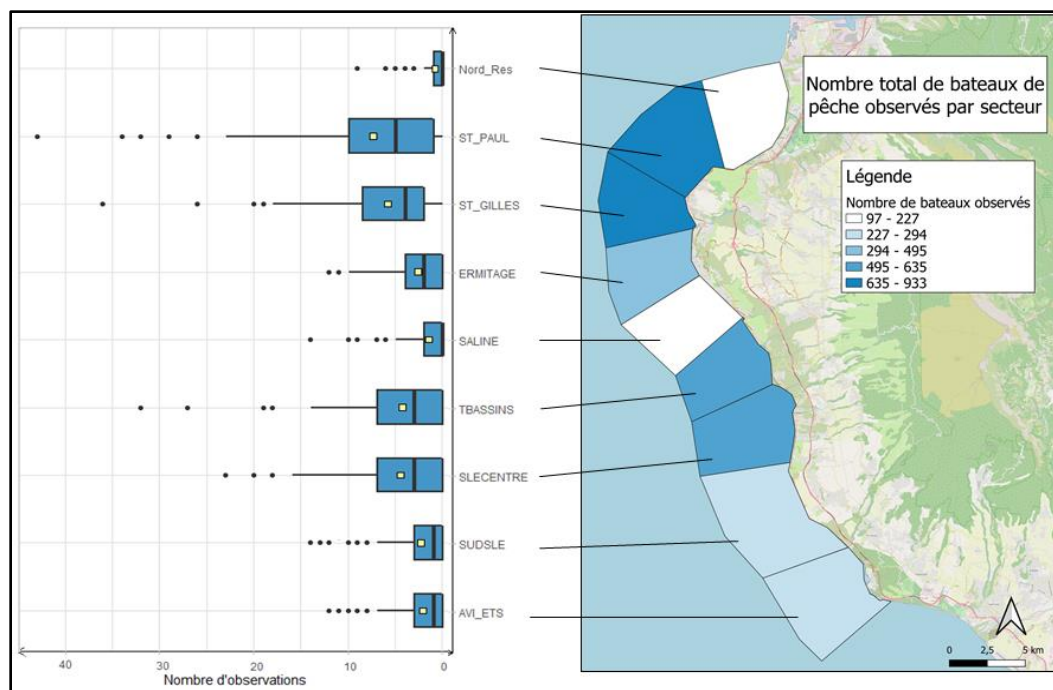 Nord_Res
ST_PAUL
ST_GILLES
ERMITAGE
SALINE
TBASSINS
SLECENTRE
SUDSLE
AVI_ETS
40
30
20
10
0
Nombre d'observations
Nombre total de bateaux de
pêche observés par secteur
Légende
Nombre de bateaux observés
97 - 227
227 - 294
294 - 495
495 - 635
635 - 933
0 2,5 5 km